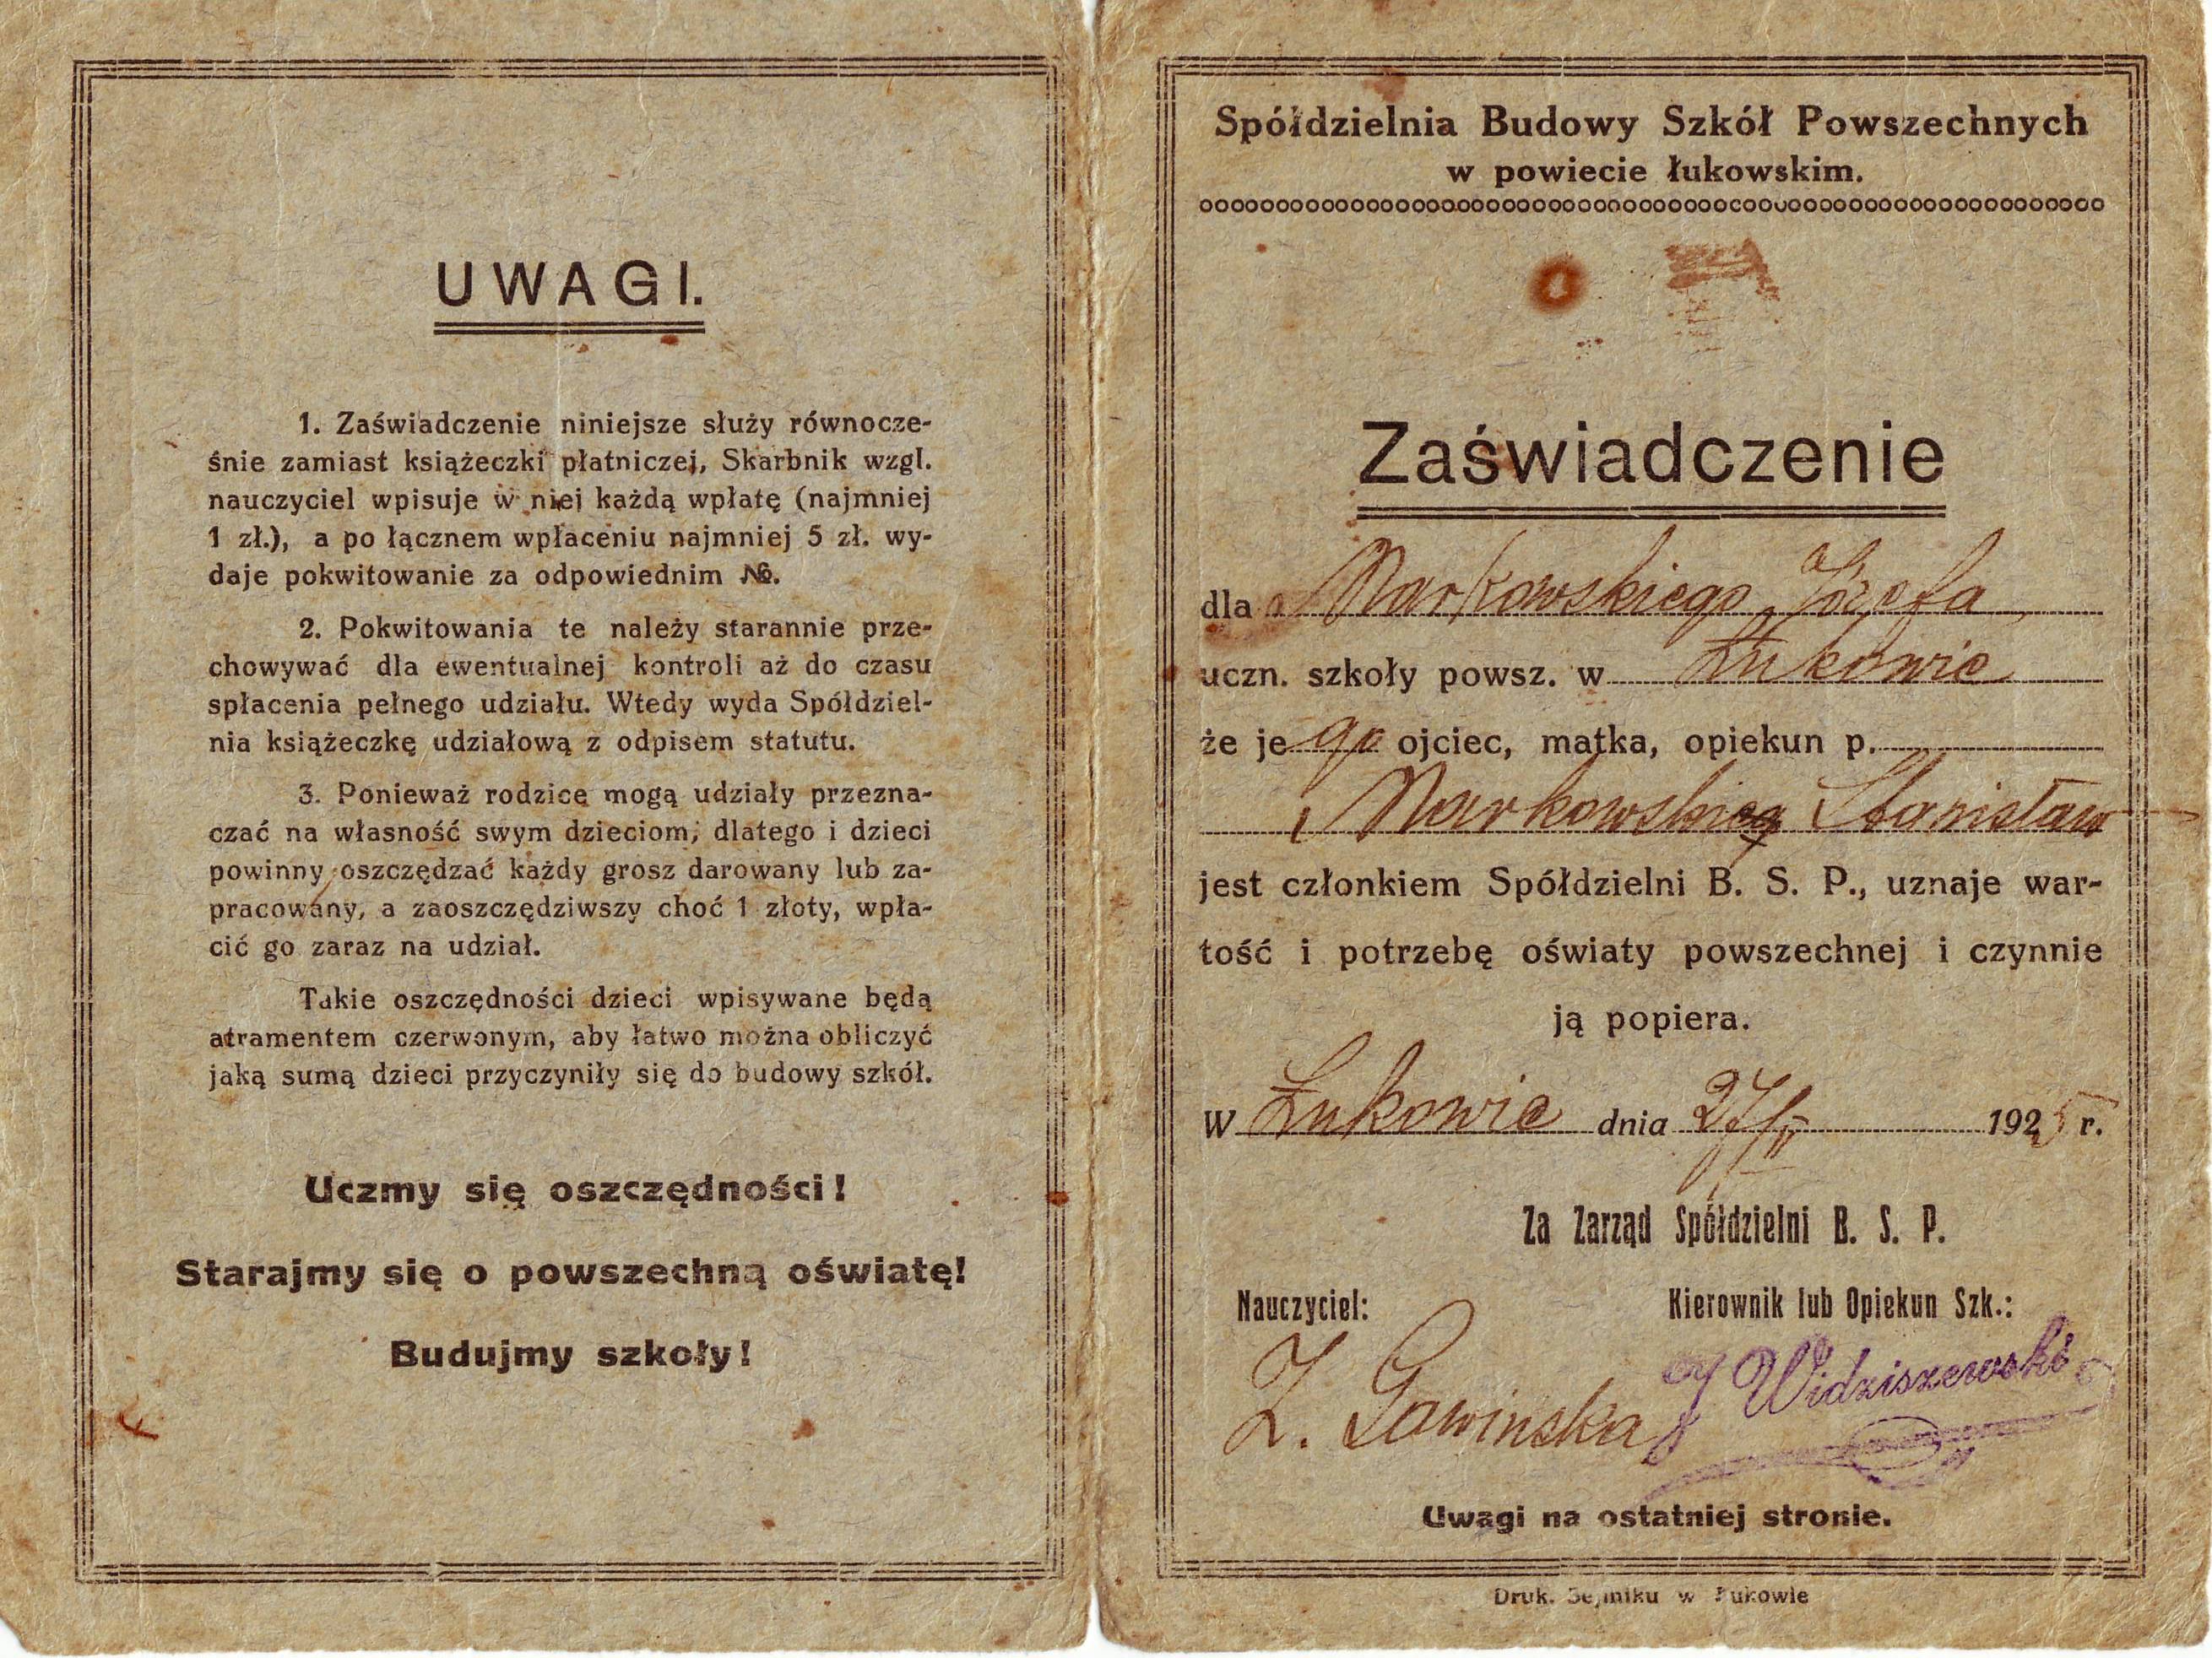 UWAGI.
1. Zaświadczenie niniejsze służy równocze-
śnie zamiast książeczki płatniczej, Skarbnik wzgl.
nauczyciel wpisuje w niej każdą wpłatę (najmniej
1 zł.), a po łącznem wpłaceniu najmniej 5 zł. wy-
daje pokwitowanie za odpowiednim №.
2. Pokwitowania te należy starannie prze-
chowywać dla ewentualnej kontroli aż do czasu
spłacenia pełnego udziału. Wtedy wyda Spółdziel-
nia książeczkę udziałową z odpisem statutu.
3. Ponieważ rodzice mogą udziały przezna-
czać na własność swym dzieciom, dlatego i dzieci
powinny oszczędzać każdy grosz darowany lub za-
pracowany, a zaoszczędziwszy choć 1 złoty, wpła-
cić go zaraz na udział.
Takie oszczędności dzieci wpisywane będą
atramentem czerwonym, aby łatwo można obliczyć
jaką sumą dzieci przyczyniły się do budowy szkół.
Uczmy się oszczędności!
Starajmy się o powszechną oświatę!
Budujmy szkoły!
Spółdzielnia Budowy Szkół Powszechnych
w powiecie łukowskim.
Zaświadczenie
dla Markowskiego Józefa
uczn. szkoły powsz. w Łukowie
że jego ojciec, matka, opiekun p.
Stanisław
jest członkiem Spółdzielni B. S. P., uznaje war-
tość i potrzebę oświaty powszechnej i czynnie
ją popiera.
W Łukowie dnia 27/II 1925 r.
Za Zarząd Spółdzielni B. S. P.
Nauczyciel: Kierownik lub Opiekun Szk.:
Z. Gawinska J Widziszewski
Uwagi na ostatniej stronie.
Druk. Sejmiku w Łukowie